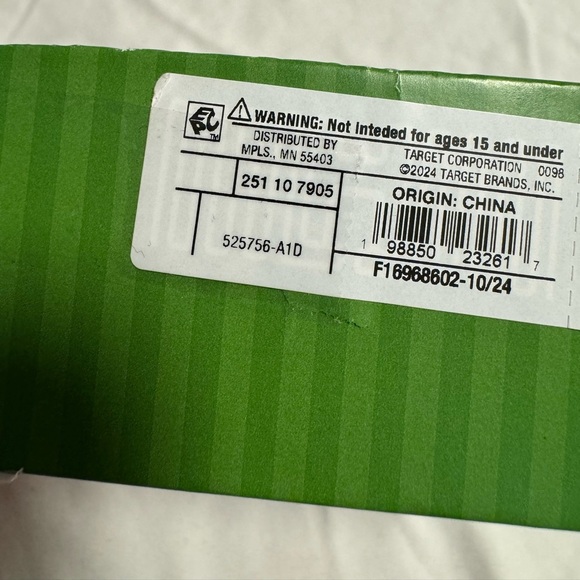 EPC TM
⚠ WARNING: Not inteded for ages 15 and under
DISTRIBUTED BY
MPLS., MN 55403
TARGET CORPORATION 0098
©2024 TARGET BRANDS, INC.
251 10 7905
ORIGIN: CHINA
1 98850 23261 7
525756-A1D
F16968602-10/24